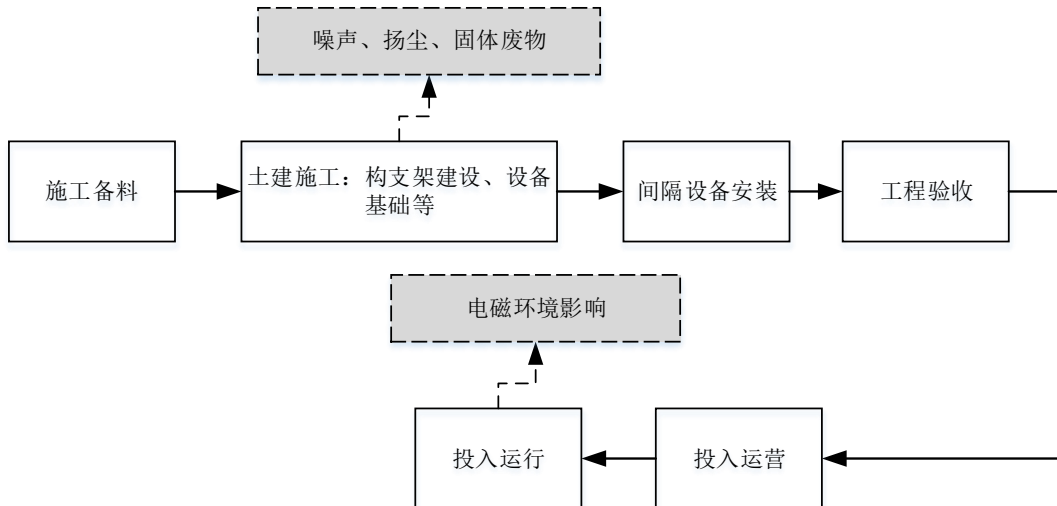 噪声、扬尘、固体废物
施工备料
土建施工：构支架建设、设备
基础等
间隔设备安装
工程验收
电磁环境影响
投入运行
投入运营